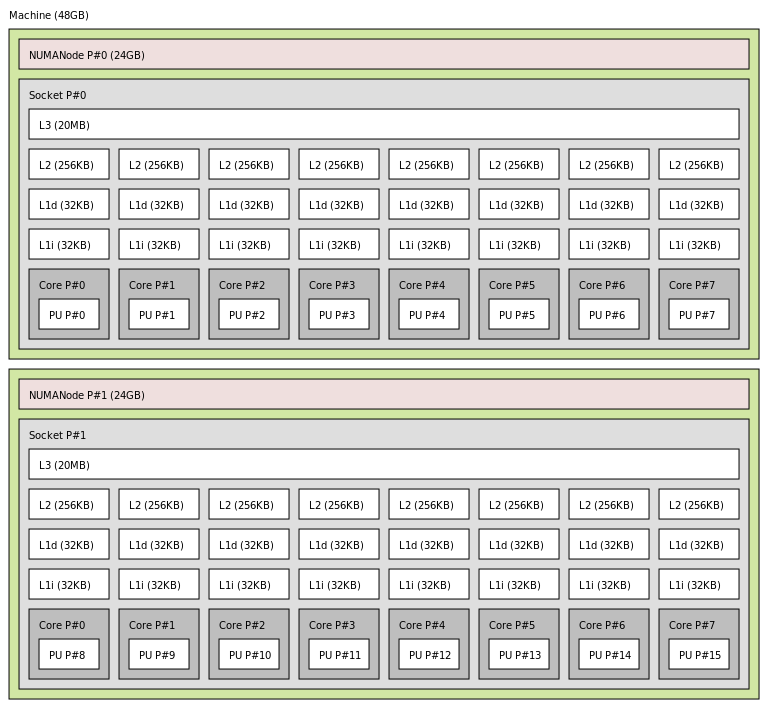 Machine (48GB)
NUMANode P#0 (24GB)
Socket P#0
L3 (20MB)
L2 (256KB) L2 (256KB) L2 (256KB) L2 (256KB) L2 (256KB) L2 (256KB) L2 (256KB) L2 (256KB)
L1d (32KB) L1d (32KB) L1d (32KB) L1d (32KB) L1d (32KB) L1d (32KB) L1d (32KB) L1d (32KB)
L1i (32KB) L1i (32KB) L1i (32KB) L1i (32KB) L1i (32KB) L1i (32KB) L1i (32KB) L1i (32KB)
Core P#0 Core P#1 Core P#2 Core P#3 Core P#4 Core P#5 Core P#6 Core P#7
PU P#0 PU P#1 PU P#2 PU P#3 PU P#4 PU P#5 PU P#6 PU P#7
NUMANode P#1 (24GB)
Socket P#1
L3 (20MB)
L2 (256KB) L2 (256KB) L2 (256KB) L2 (256KB) L2 (256KB) L2 (256KB) L2 (256KB) L2 (256KB)
L1d (32KB) L1d (32KB) L1d (32KB) L1d (32KB) L1d (32KB) L1d (32KB) L1d (32KB) L1d (32KB)
L1i (32KB) L1i (32KB) L1i (32KB) L1i (32KB) L1i (32KB) L1i (32KB) L1i (32KB) L1i (32KB)
Core P#0 Core P#1 Core P#2 Core P#3 Core P#4 Core P#5 Core P#6 Core P#7
PU P#8 PU P#9 PU P#10 PU P#11 PU P#12 PU P#13 PU P#14 PU P#15